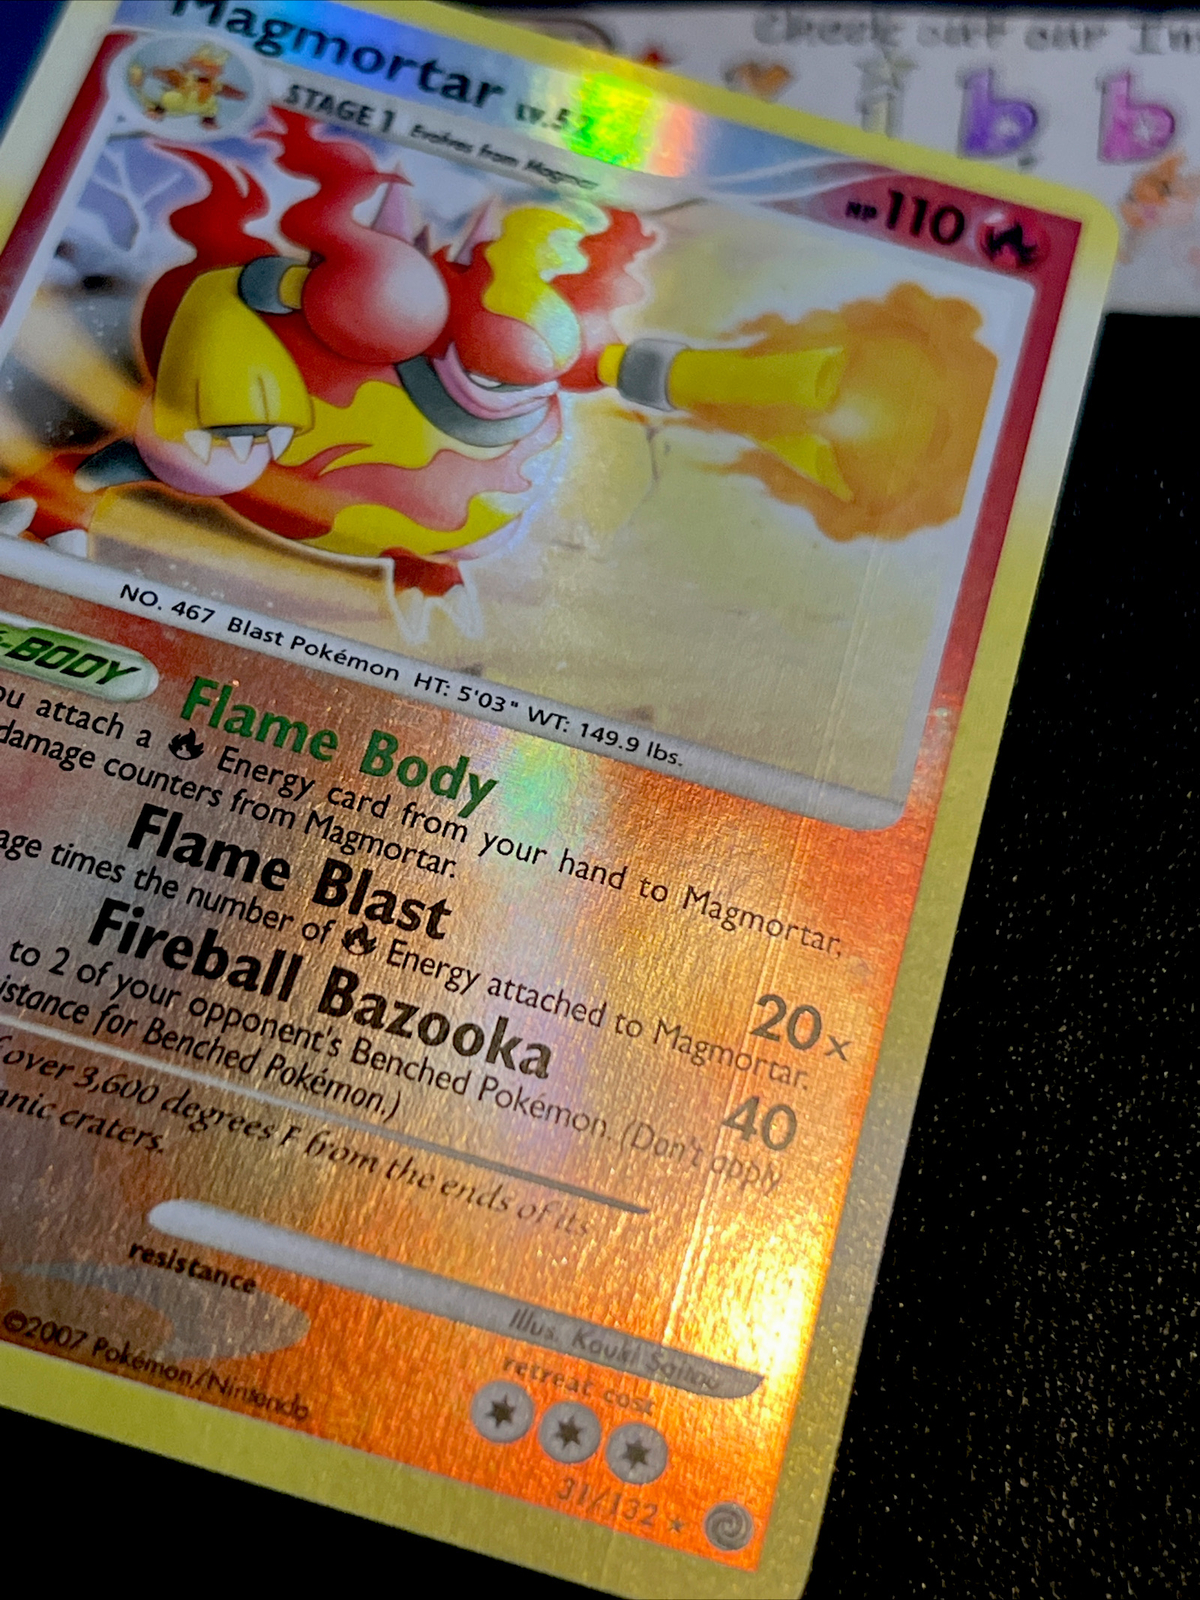 Check out our
Magmortar LV.52
STAGE 1 Evolves from Magmar
HP 110
NO. 467 Blast Pokémon HT: 5'03" WT: 149.9 lbs.
-BODY Flame Body
attach a Energy card from your hand to Magmortar,
damage counters from Magmortar.
Flame Blast 20×
times the number of Energy attached to Magmortar.
Fireball Bazooka 40
to 2 of your opponent's Benched Pokémon. (Don't apply
for Benched Pokémon.)
over 3,600 degrees F from the ends of its
craters.
resistance
Illus. Kouki Saitou
retreat cost
©2007 Pokémon/Nintendo
31/132 ★